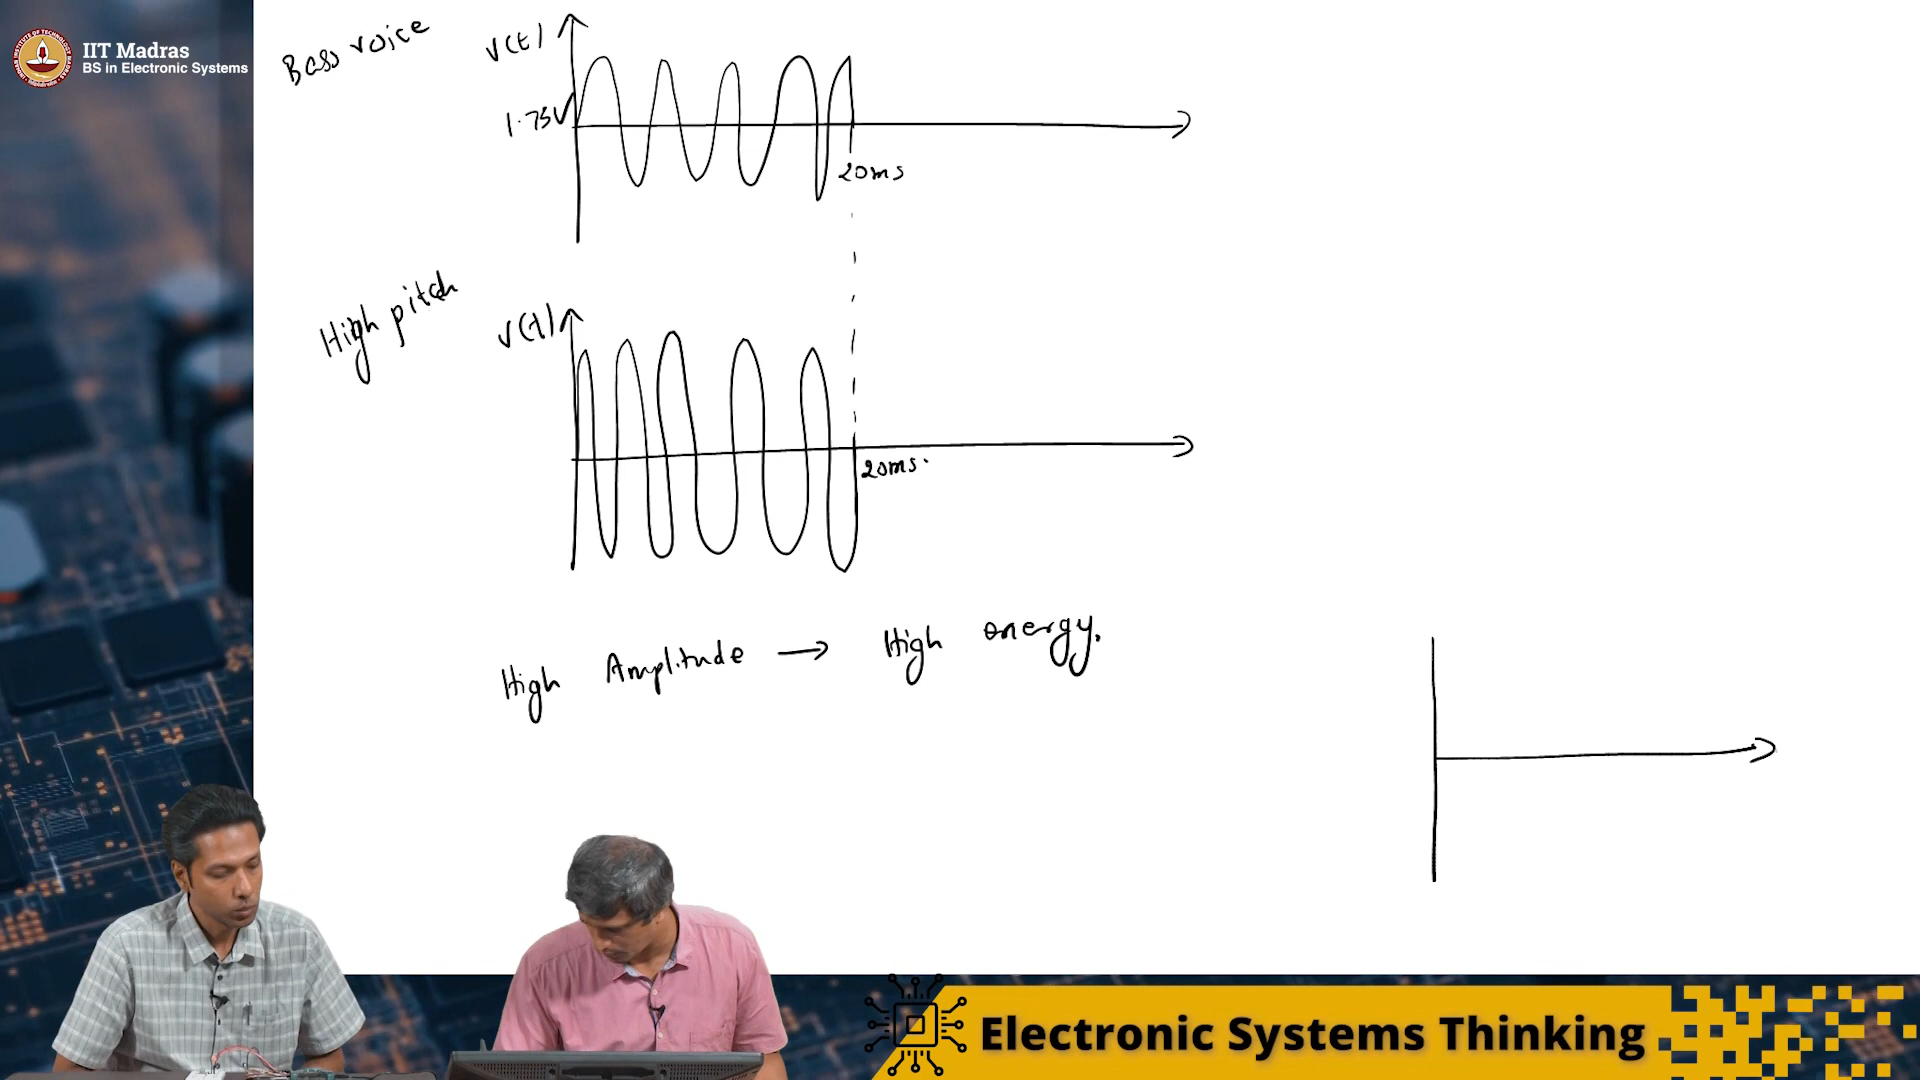 IIT Madras
BS in Electronic Systems
Bass voice
v(t)
1.75V
20ms
High pitch
v(t)
20ms.
High Amplitude → High energy.
Electronic Systems Thinking